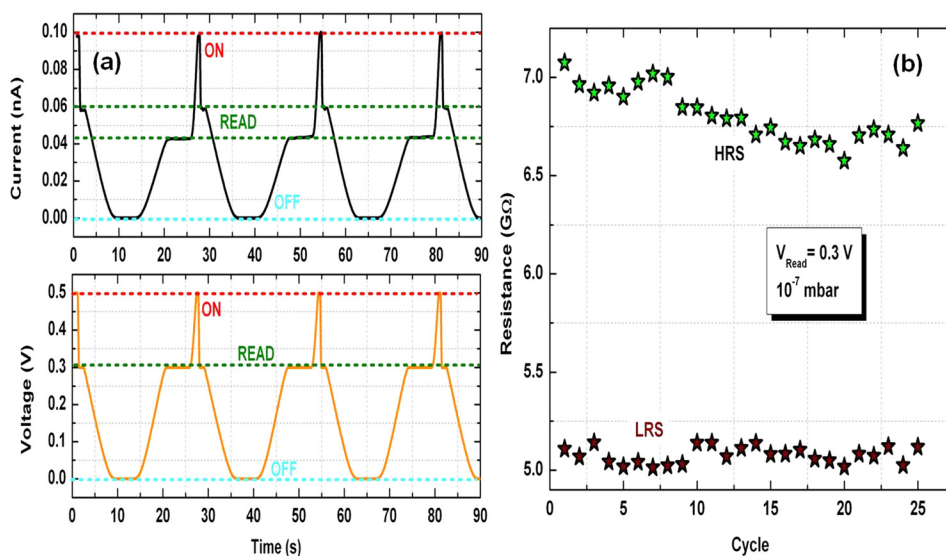 (a)
Current (nA)
0.10
0.08
0.06
0.04
0.02
0.00
ON
READ
OFF
0 10 20 30 40 50 60 70 80 90
Voltage (V)
0.5
0.4
0.3
0.2
0.1
0.0
ON
READ
OFF
0 10 20 30 40 50 60 70 80 90
Time (s)
(b)
Resistance (GΩ)
7.0
6.5
6.0
5.5
5.0
HRS
V_Read = 0.3 V
10^-7 mbar
LRS
0 5 10 15 20 25
Cycle